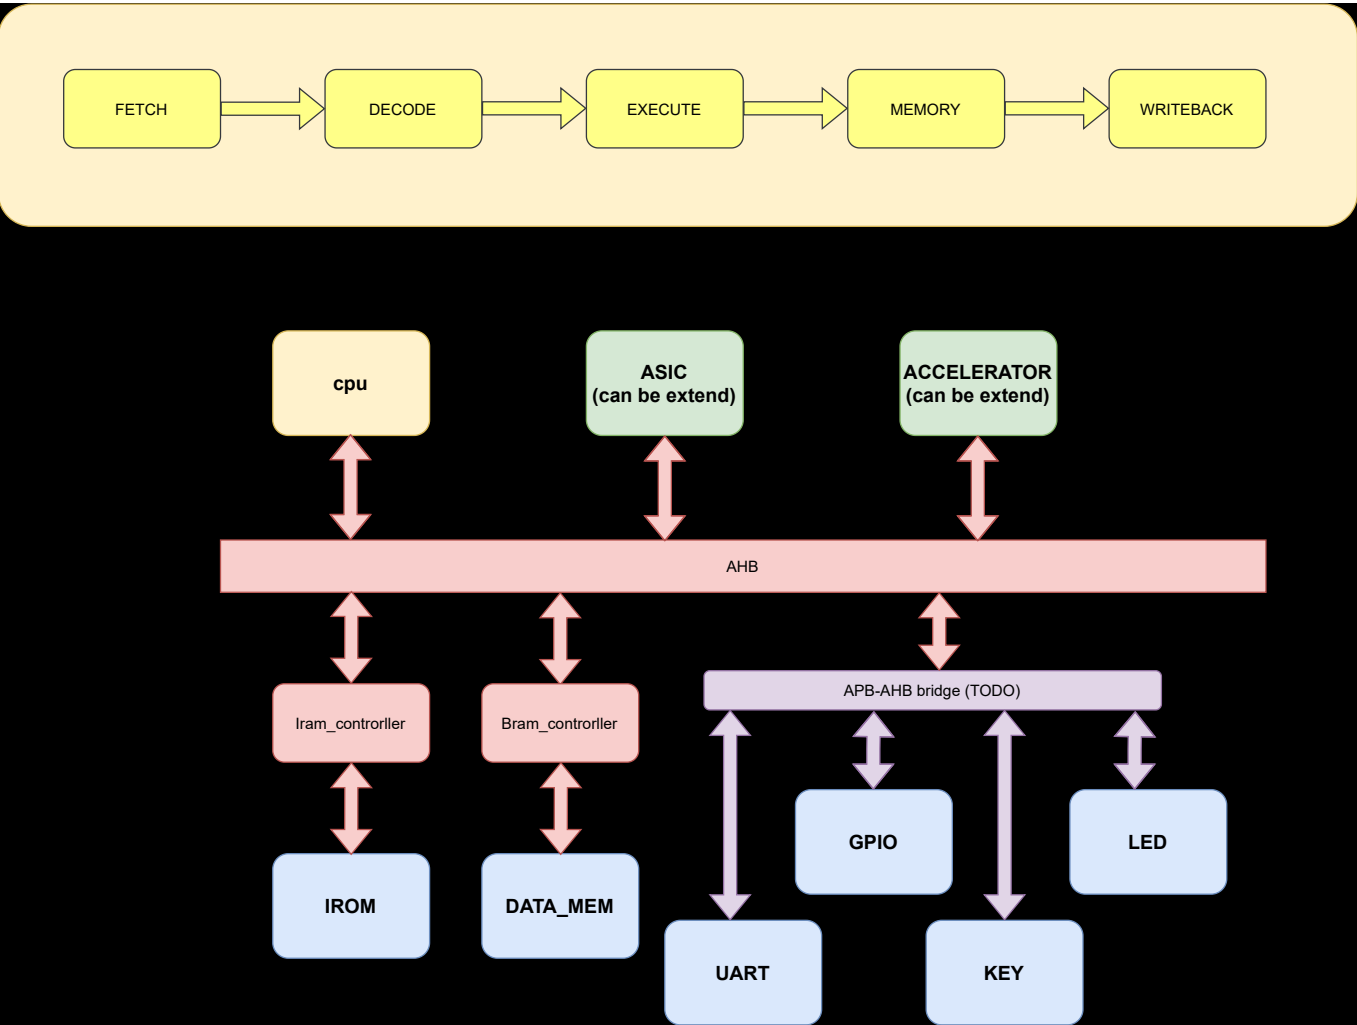 FETCH
DECODE
EXECUTE
MEMORY
WRITEBACK
cpu
ASIC
(can be extend)
ACCELERATOR
(can be extend)
AHB
APB-AHB bridge (TODO)
Iram_controrller
Bram_controrller
GPIO
LED
IROM
DATA_MEM
UART
KEY